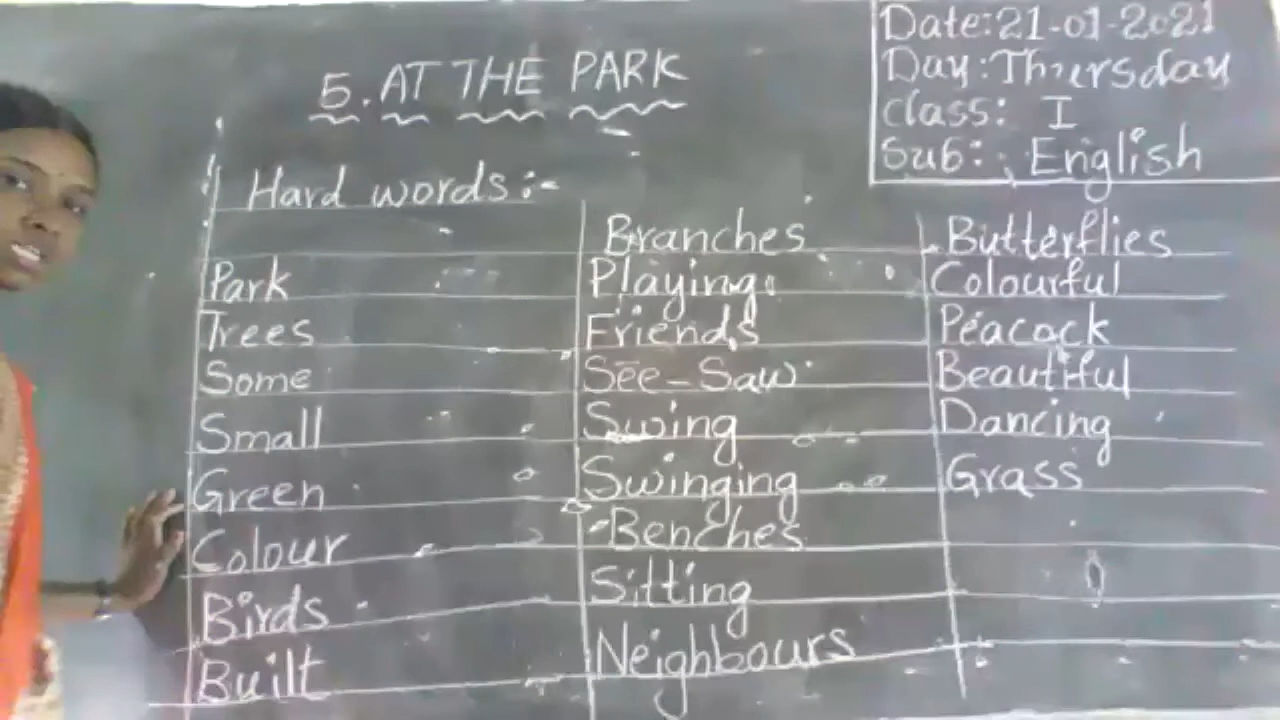 5. AT THE PARK
Date: 21-01-2021
Day: Thursday
Class: I
Sub: English
Hard words :-
Park
Trees
Some
Small
Green
Colour
Birds
Built
Branches
Playing
Friends
See-Saw
Swing
Swinging
Benches
Sitting
Neighbours
Butterflies
Colourful
Peacock
Beautiful
Dancing
Grass